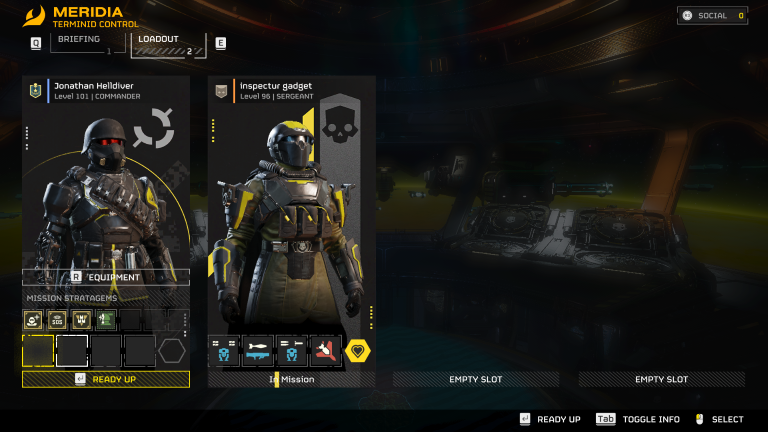 MERIDIA
TERMINID CONTROL
SOCIAL 0
Q BRIEFING 1 LOADOUT 2 E
Jonathan Helldiver
Level 101 | COMMANDER
Inspectur gadget
Level 96 | SERGEANT
R EQUIPMENT
MISSION STRATAGEMS
SOS
READY UP
In Mission
EMPTY SLOT
EMPTY SLOT
READY UP Tab TOGGLE INFO SELECT